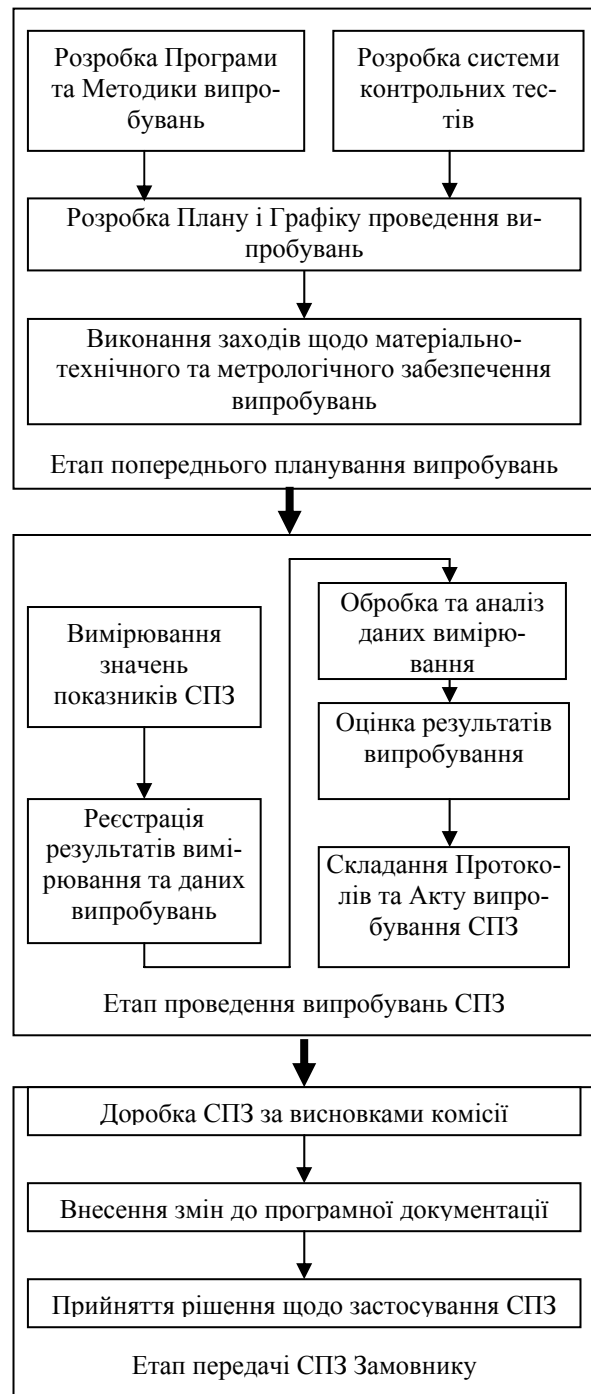 Розробка Програми
та Методики випро-
бувань
Розробка системи
контрольних тес-
тів
Розробка Плану і Графіку проведення ви-
пробувань
Виконання заходів щодо матеріально-
технічного та метрологічного забезпечення
випробувань
Етап попереднього планування випробувань
Вимірювання
значень
показників СПЗ
Реєстрація
результатів вимі-
рювання та даних
випробувань
Обробка та аналіз
даних вимірю-
вання
Оцінка результатів
випробування
Складання Протоко-
лів та Акту випро-
бування СПЗ
Етап проведення випробувань СПЗ
Доробка СПЗ за висновками комісії
Внесення змін до програмної документації
Прийняття рішення щодо застосування СПЗ
Етап передачі СПЗ Замовнику